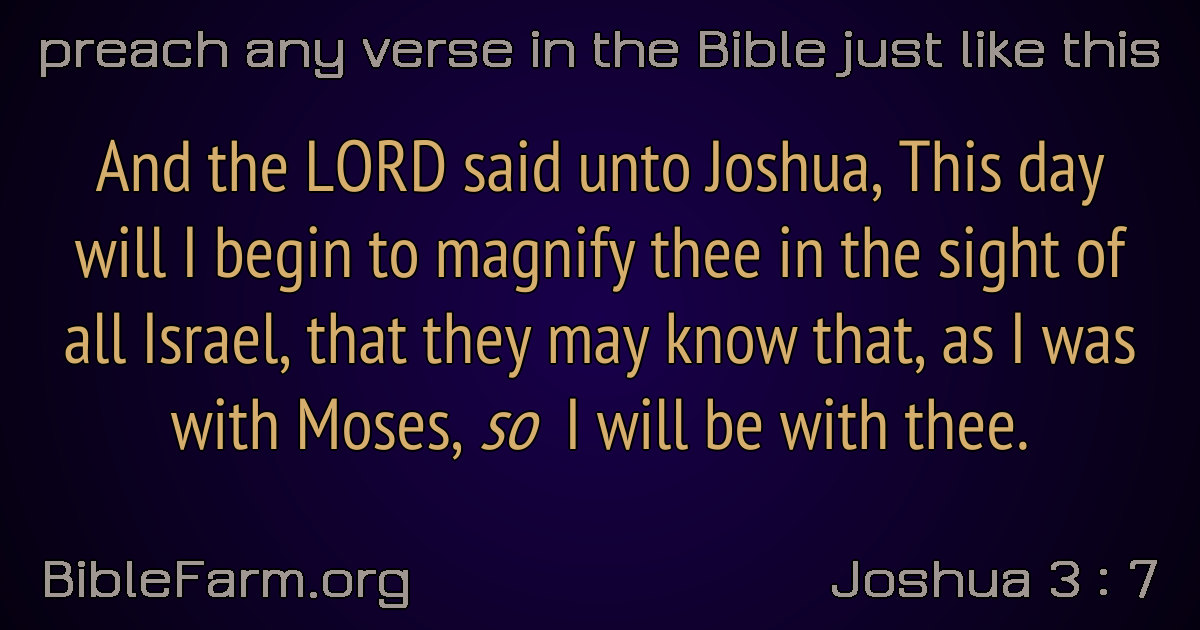 preach any verse in the Bible just like this
And the LORD said unto Joshua, This day
will I begin to magnify thee in the sight of
all Israel, that they may know that, as I was
with Moses, so I will be with thee.
BibleFarm.org
Joshua 3 : 7